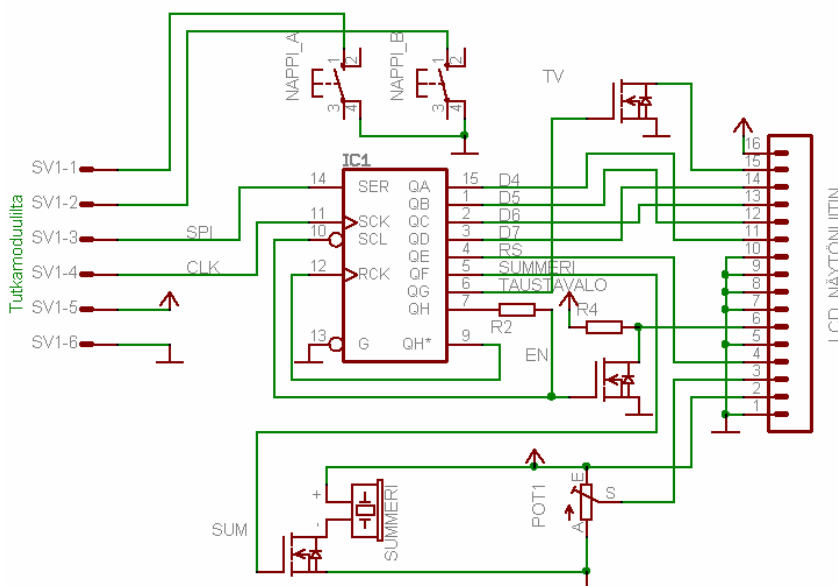 NAPPI_A
1
2
3
4
NAPPI_B
1
2
3
4
TV
Tutkamoduulilta
SV1-1
SV1-2
SV1-3
SPI
SV1-4
CLK
SV1-5
SV1-6
IC1
14
SER
11
SCK
10
SCL
12
RCK
13
G
QA
15
D4
QB
1
D5
QC
2
D6
QD
3
D7
QE
4
RS
QF
5
SUMMERI
QG
6
TAUSTAVALO
QH
7
QH*
9
R2
R4
EN
16
15
14
13
12
11
10
9
8
7
6
5
4
3
2
1
LCD NÄYTÖNLIITIN
SUM
+
-
SUMMERI
POT1
E
S
A